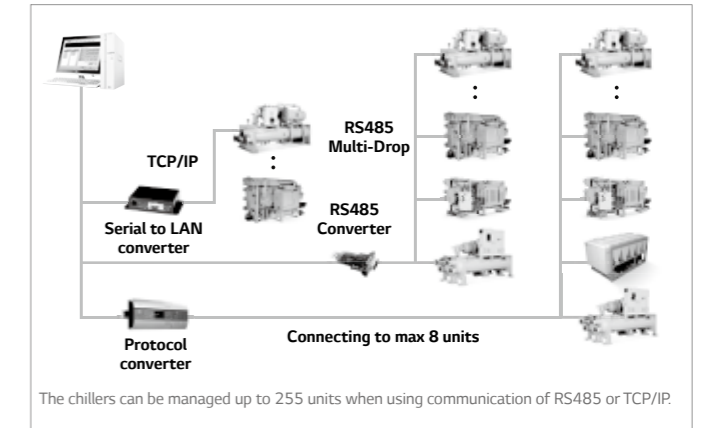 RS485
Multi-Drop
TCP/IP
Serial to LAN
converter
RS485
Converter
Protocol
converter
Connecting to max 8 units
The chillers can be managed up to 255 units when using communication of RS485 or TCP/IP.